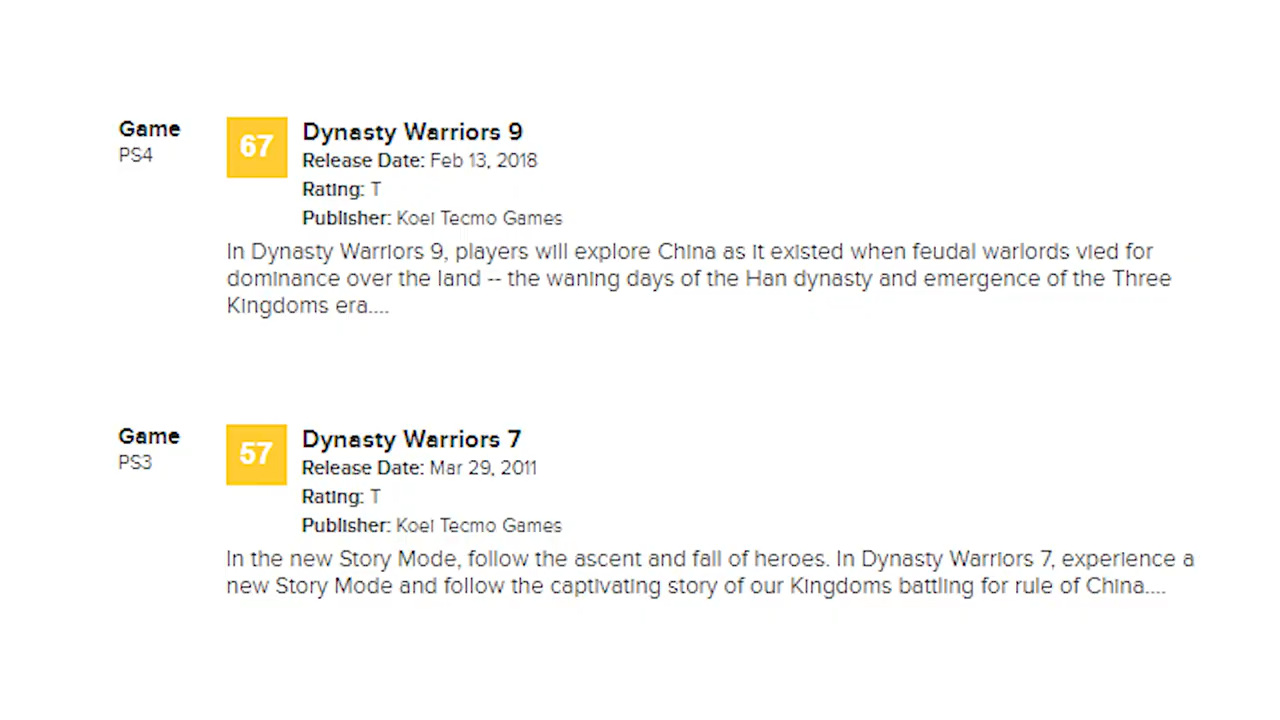 Game
PS4
67
Dynasty Warriors 9
Release Date: Feb 13, 2018
Rating: T
Publisher: Koei Tecmo Games
In Dynasty Warriors 9, players will explore China as it existed when feudal warlords vied for
dominance over the land -- the waning days of the Han dynasty and emergence of the Three
Kingdoms era....
Game
PS3
57
Dynasty Warriors 7
Release Date: Mar 29, 2011
Rating: T
Publisher: Koei Tecmo Games
In the new Story Mode, follow the ascent and fall of heroes. In Dynasty Warriors 7, experience a
new Story Mode and follow the captivating story of our Kingdoms battling for rule of China....